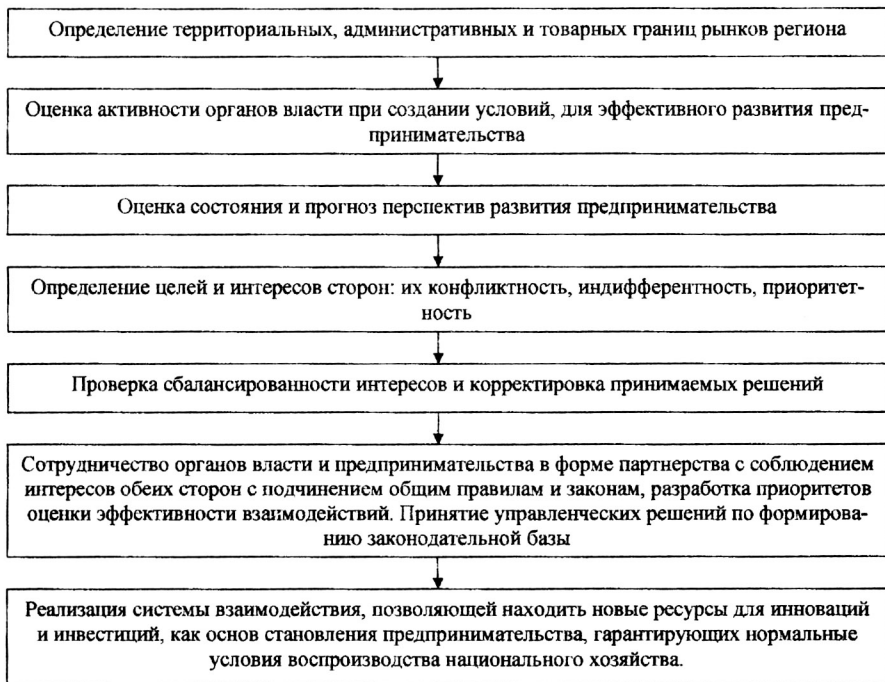 Определение территориальных, административных и товарных границ рынков региона
Оценка активности органов власти при создании условий, для эффективного развития пред-
принимательства
Оценка состояния и прогноз перспектив развития предпринимательства
Определение целей и интересов сторон: их конфликтность, индифферентность, приоритет-
ность
Проверка сбалансированности интересов и корректировка принимаемых решений
Сотрудничество органов власти и предпринимательства в форме партнерства с соблюдением
интересов обеих сторон с подчинением общим правилам и законам, разработка приоритетов
оценки эффективности взаимодействий. Принятие управленческих решений по формирова-
нию законодательной базы
Реализация системы взаимодействия, позволяющей находить новые ресурсы для инноваций
и инвестиций, как основ становления предпринимательства, гарантирующих нормальные
условия воспроизводства национального хозяйства.